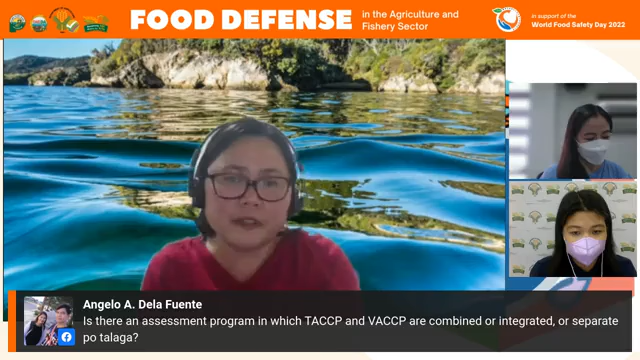 FOOD DEFENSE
in the Agriculture and
Fishery Sector
in support of the
World Food Safety Day 2022
Angelo A. Dela Fuente
Is there an assessment program in which TACCP and VACCP are combined or integrated, or separate
po talaga?